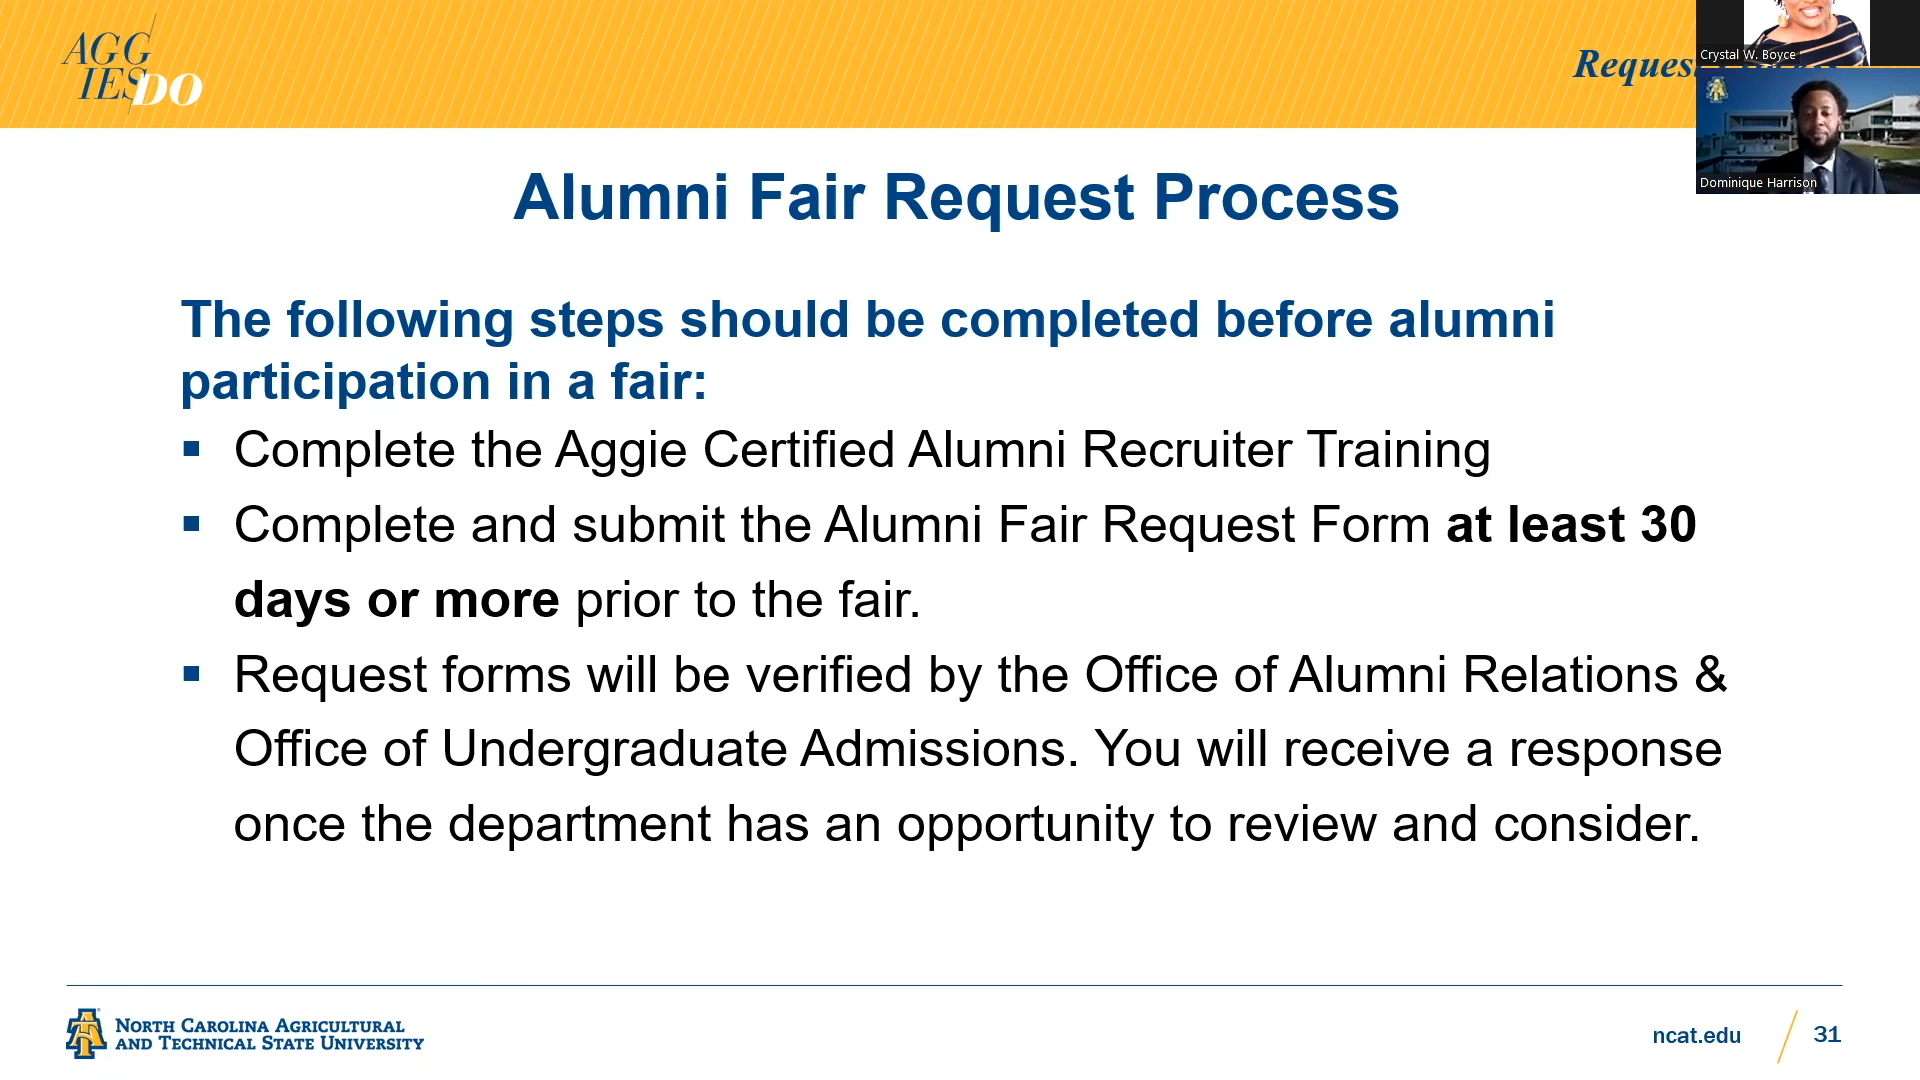 AGG
IES DO
Crystal W. Boyce
Dominique Harrison
Alumni Fair Request Process
The following steps should be completed before alumni
participation in a fair:
▪ Complete the Aggie Certified Alumni Recruiter Training
▪ Complete and submit the Alumni Fair Request Form at least 30
days or more prior to the fair.
▪ Request forms will be verified by the Office of Alumni Relations &
Office of Undergraduate Admissions. You will receive a response
once the department has an opportunity to review and consider.
NORTH CAROLINA AGRICULTURAL
AND TECHNICAL STATE UNIVERSITY
ncat.edu
31